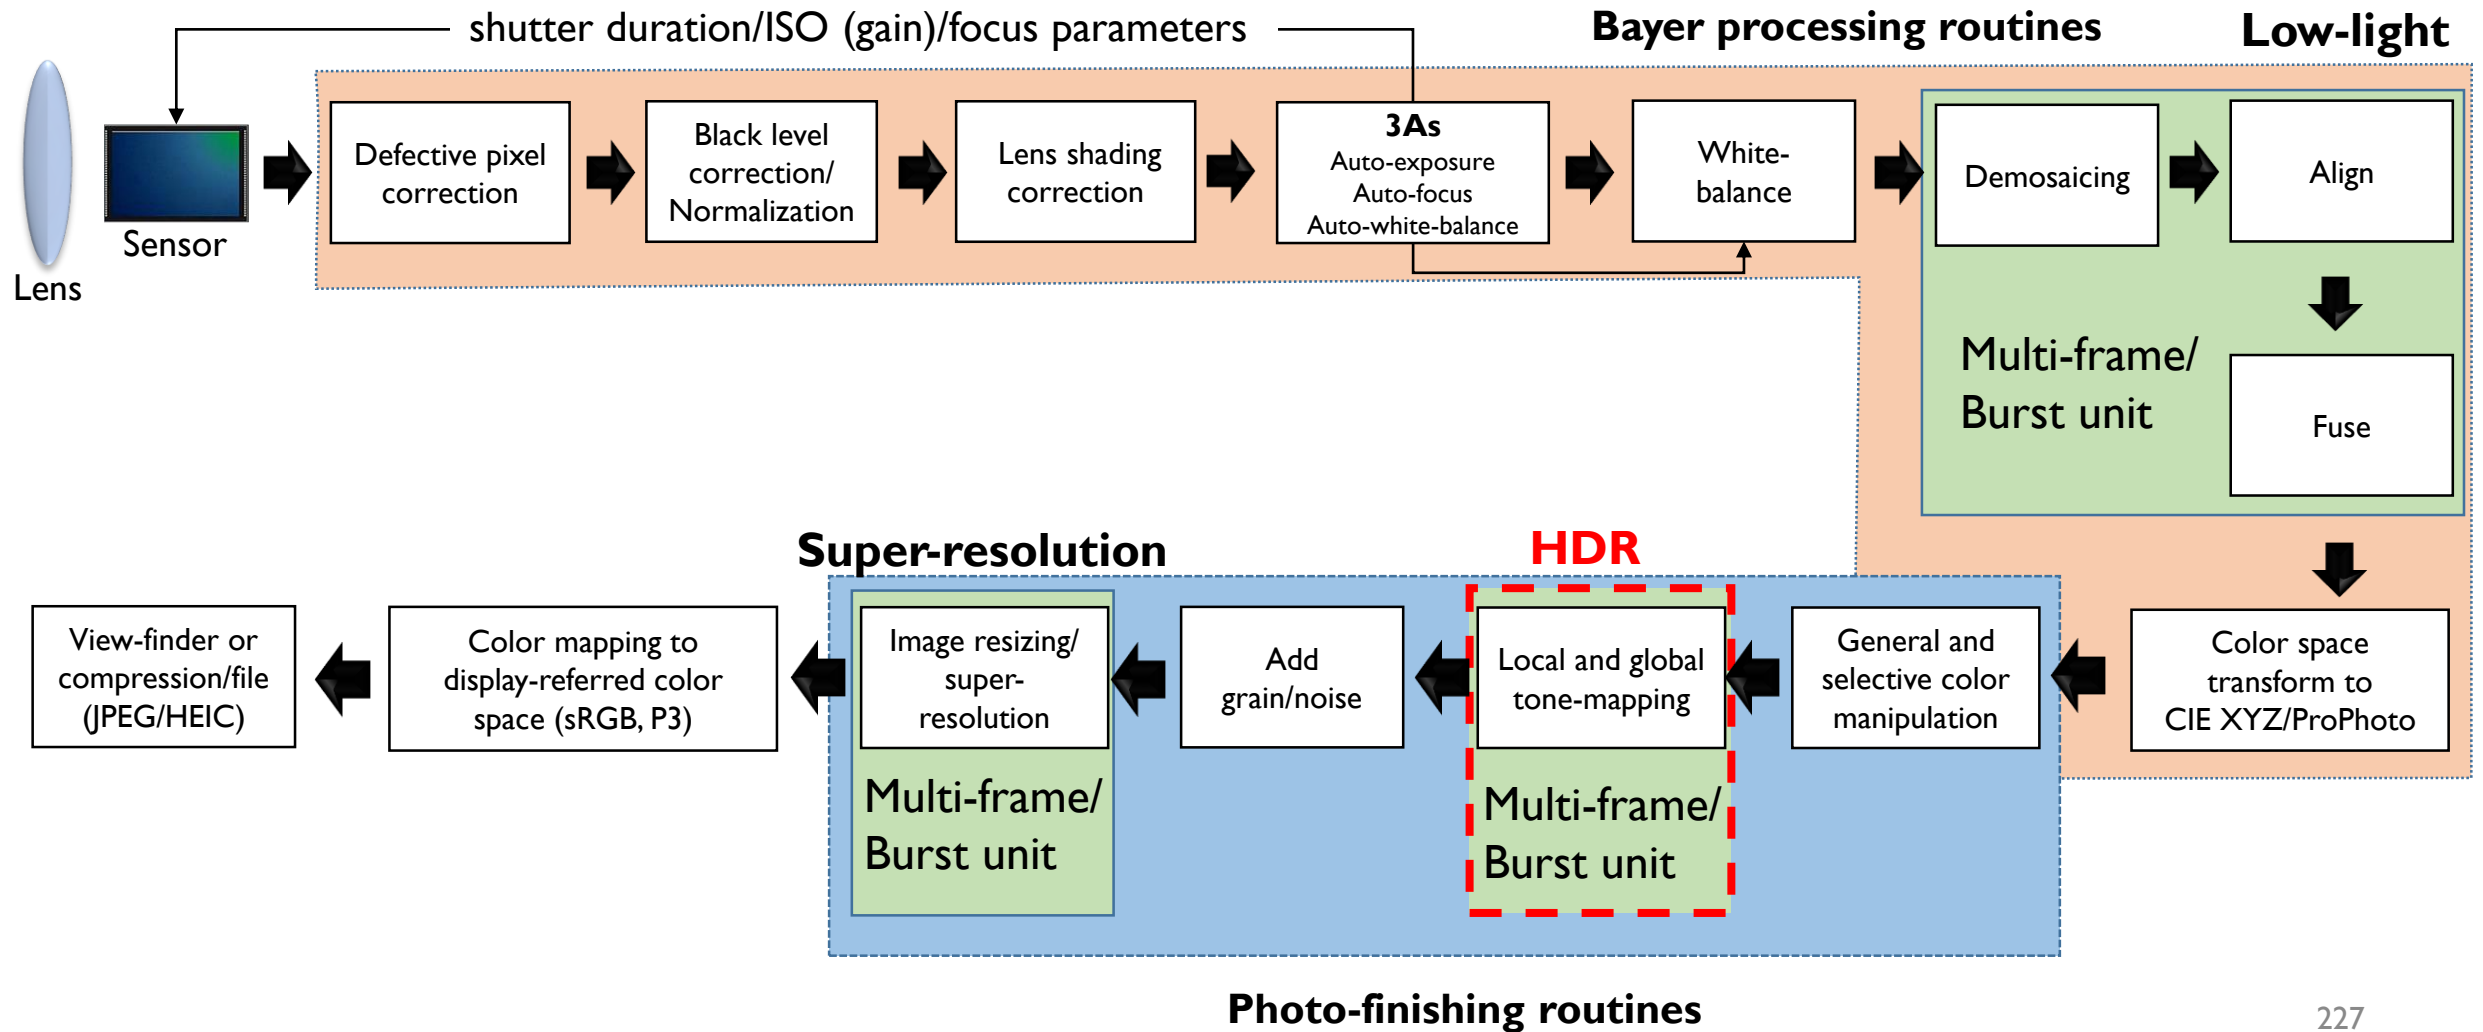 shutter duration/ISO (gain)/focus parameters
Bayer processing routines
Low-light
Lens
Sensor
Defective pixel
correction
Black level
correction/
Normalization
Lens shading
correction
3As
Auto-exposure
Auto-focus
Auto-white-balance
White-
balance
Demosaicing
Align
Multi-frame/
Burst unit
Fuse
Color space
transform to
CIE XYZ/ProPhoto
General and
selective color
manipulation
HDR
Local and global
tone-mapping
Multi-frame/
Burst unit
Add
grain/noise
Super-resolution
Image resizing/
super-
resolution
Multi-frame/
Burst unit
Color mapping to
display-referred color
space (sRGB, P3)
View-finder or
compression/file
(JPEG/HEIC)
Photo-finishing routines
227